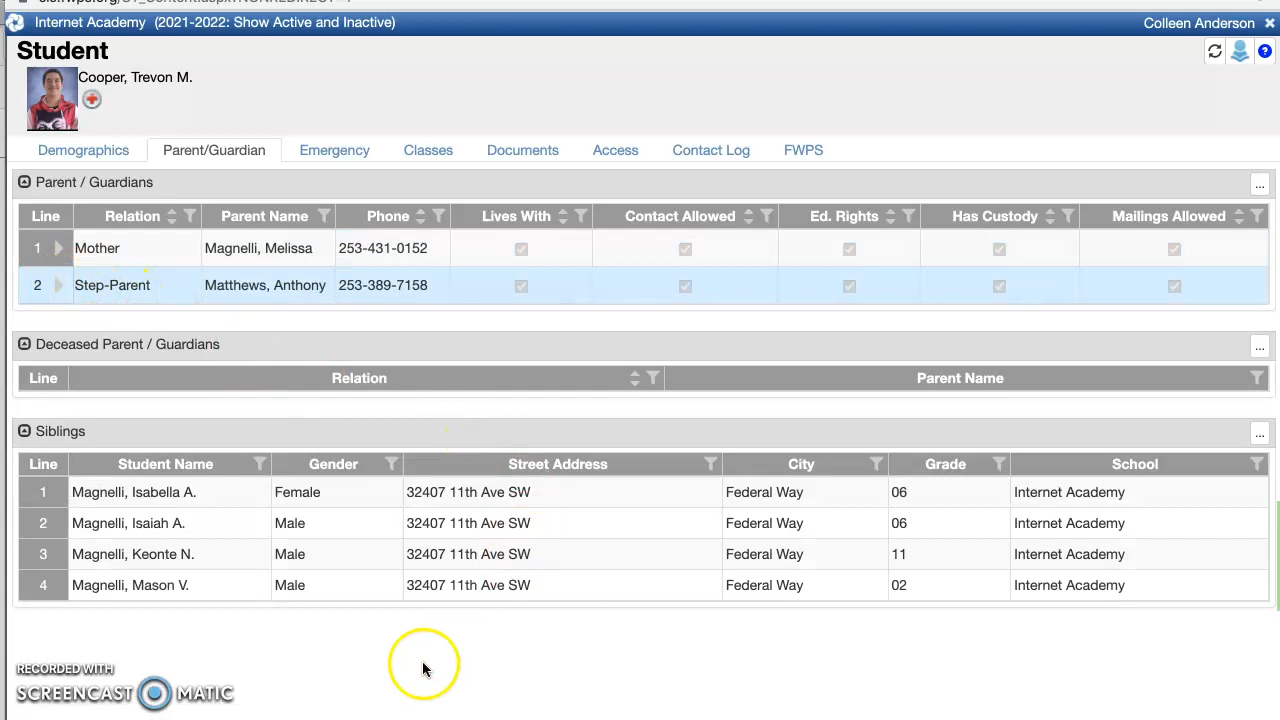 Internet Academy (2021-2022: Show Active and Inactive) Colleen Anderson ×
Student
Cooper, Trevon M.
Demographics Parent/Guardian Emergency Classes Documents Access Contact Log FWPS
Parent / Guardians ...
Line Relation Parent Name Phone Lives With Contact Allowed Ed. Rights Has Custody Mailings Allowed
1 Mother Magnelli, Melissa 253-431-0152
2 Step-Parent Matthews, Anthony 253-389-7158
Deceased Parent / Guardians ...
Line Relation Parent Name
Siblings ...
Line Student Name Gender Street Address City Grade School
1 Magnelli, Isabella A. Female 32407 11th Ave SW Federal Way 06 Internet Academy
2 Magnelli, Isaiah A. Male 32407 11th Ave SW Federal Way 06 Internet Academy
3 Magnelli, Keonte N. Male 32407 11th Ave SW Federal Way 11 Internet Academy
4 Magnelli, Mason V. Male 32407 11th Ave SW Federal Way 02 Internet Academy
RECORDED WITH
SCREENCAST MATIC